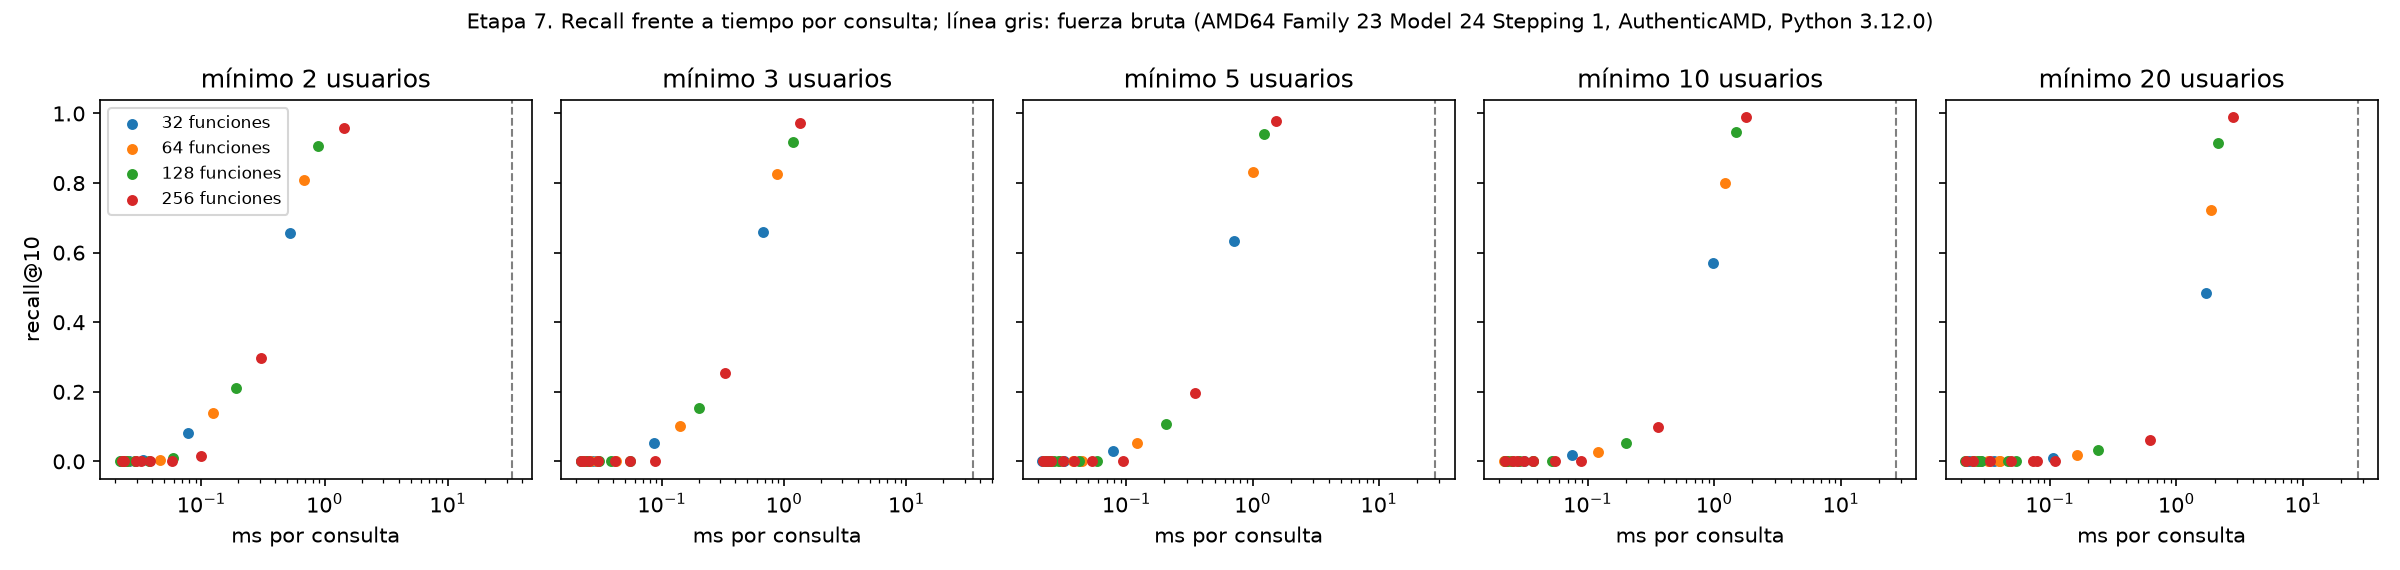 Etapa 7. Recall frente a tiempo por consulta; línea gris: fuerza bruta (AMD64 Family 23 Model 24 Stepping 1, AuthenticAMD, Python 3.12.0)
mínimo 2 usuarios
mínimo 3 usuarios
mínimo 5 usuarios
mínimo 10 usuarios
mínimo 20 usuarios
32 funciones
64 funciones
128 funciones
256 funciones
recall@10
1.0
0.8
0.6
0.4
0.2
0.0
10⁻¹ 10⁰ 10¹
10⁻¹ 10⁰ 10¹
10⁻¹ 10⁰ 10¹
10⁻¹ 10⁰ 10¹
10⁻¹ 10⁰ 10¹
ms por consulta
ms por consulta
ms por consulta
ms por consulta
ms por consulta